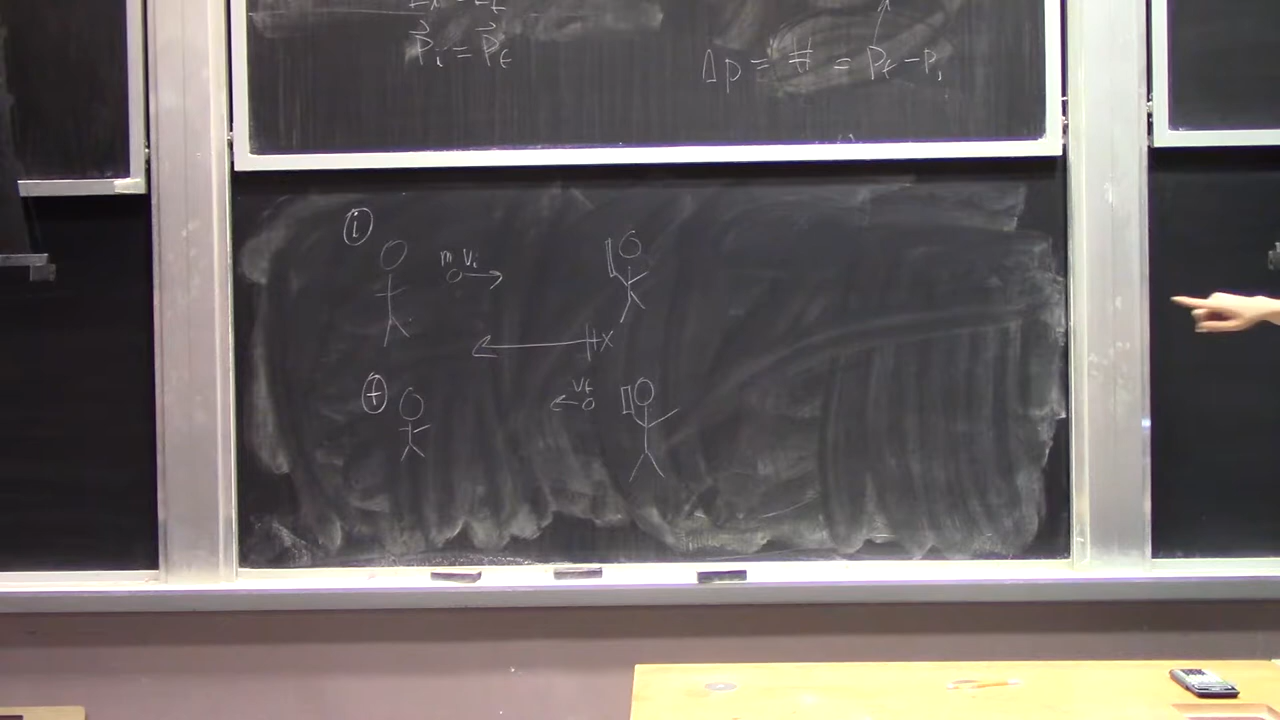 P⃗i = P⃗f
Δp = # = Pf - Pi
i
m vi
+x
f
vf